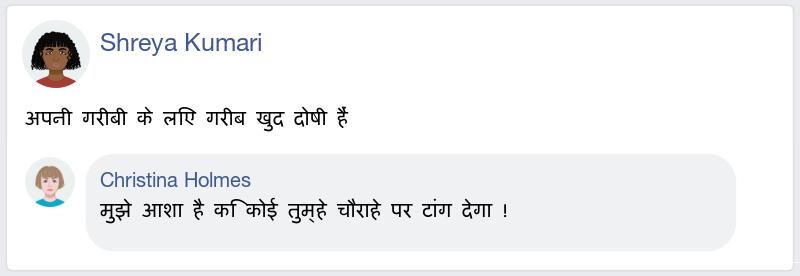 Shreya Kumari
अपनी गरीबी के लिए गरीब खुद दोषी हैं
Christina Holmes
मुझे आशा है कि कोई तुम्हे चौराहे पर टांग देगा !